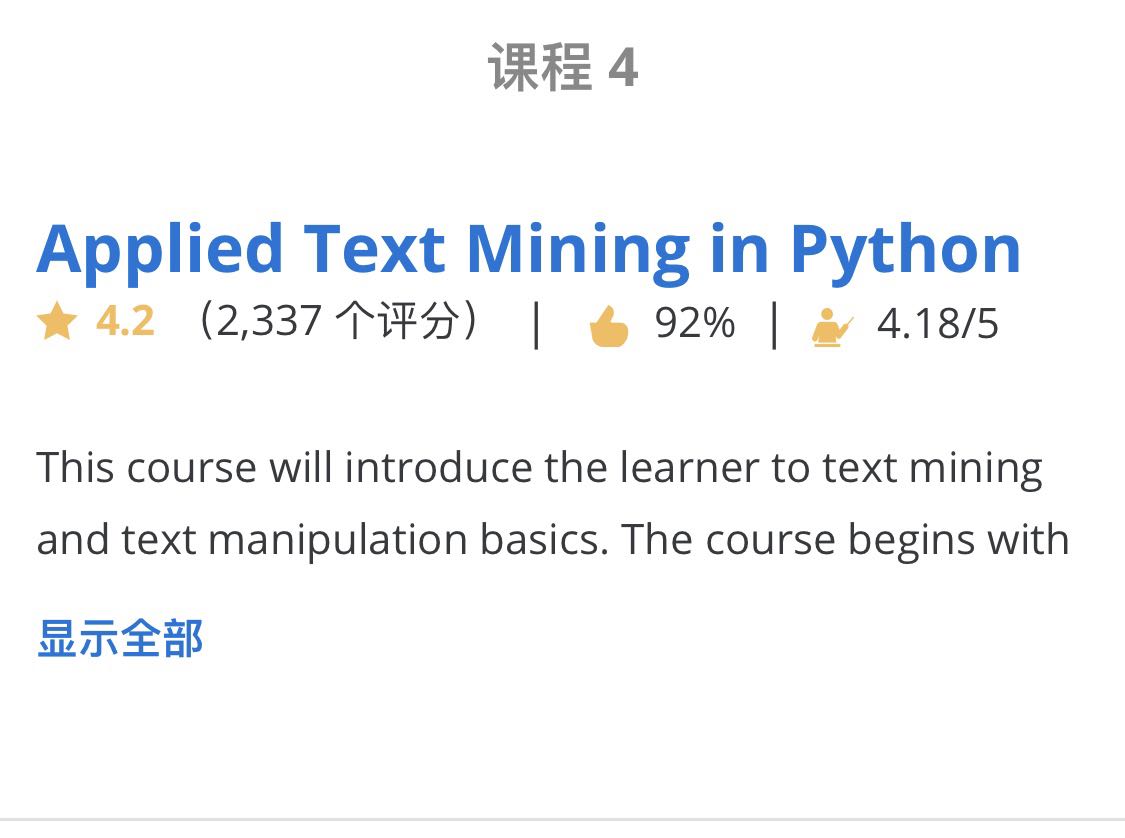 课程 4
Applied Text Mining in Python
4.2 （2,337 个评分） | 92% | 4.18/5
This course will introduce the learner to text mining
and text manipulation basics. The course begins with
显示全部